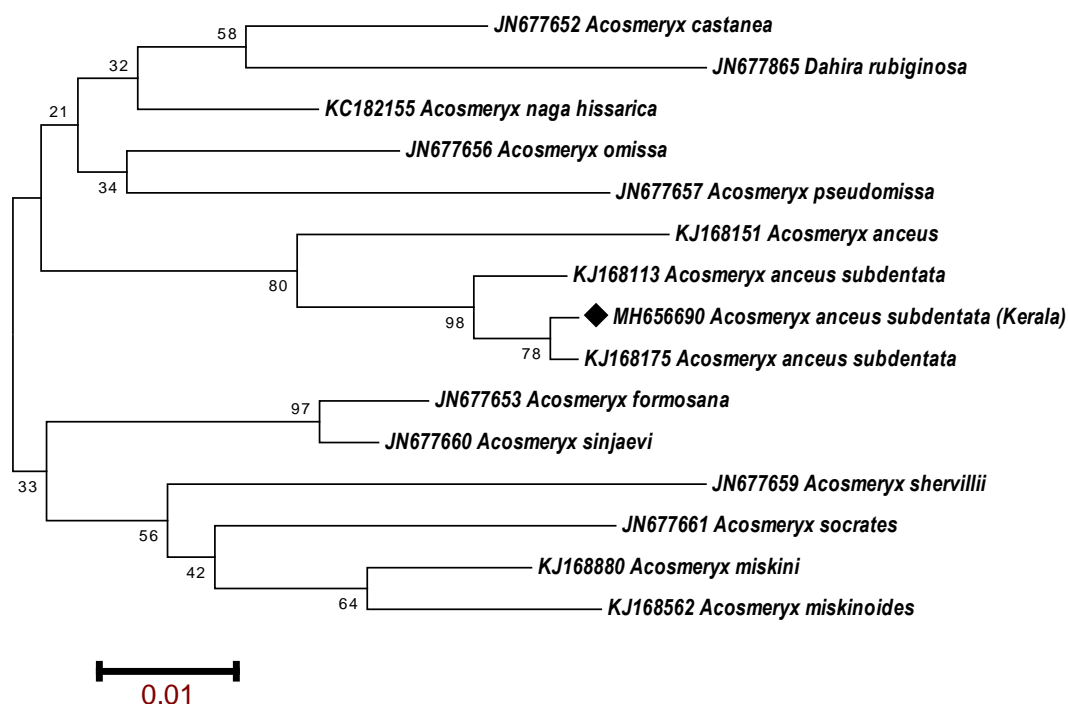 JN677652 Acosmeryx castanea
58
JN677865 Dahira rubiginosa
32
KC182155 Acosmeryx naga hissarica
21
JN677656 Acosmeryx omissa
34
JN677657 Acosmeryx pseudomissa
KJ168151 Acosmeryx anceus
80
KJ168113 Acosmeryx anceus subdentata
98
MH656690 Acosmeryx anceus subdentata (Kerala)
78
KJ168175 Acosmeryx anceus subdentata
JN677653 Acosmeryx formosana
97
JN677660 Acosmeryx sinjaevi
33
JN677659 Acosmeryx shervillii
56
JN677661 Acosmeryx socrates
42
KJ168880 Acosmeryx miskini
64
KJ168562 Acosmeryx miskinoides
0.01